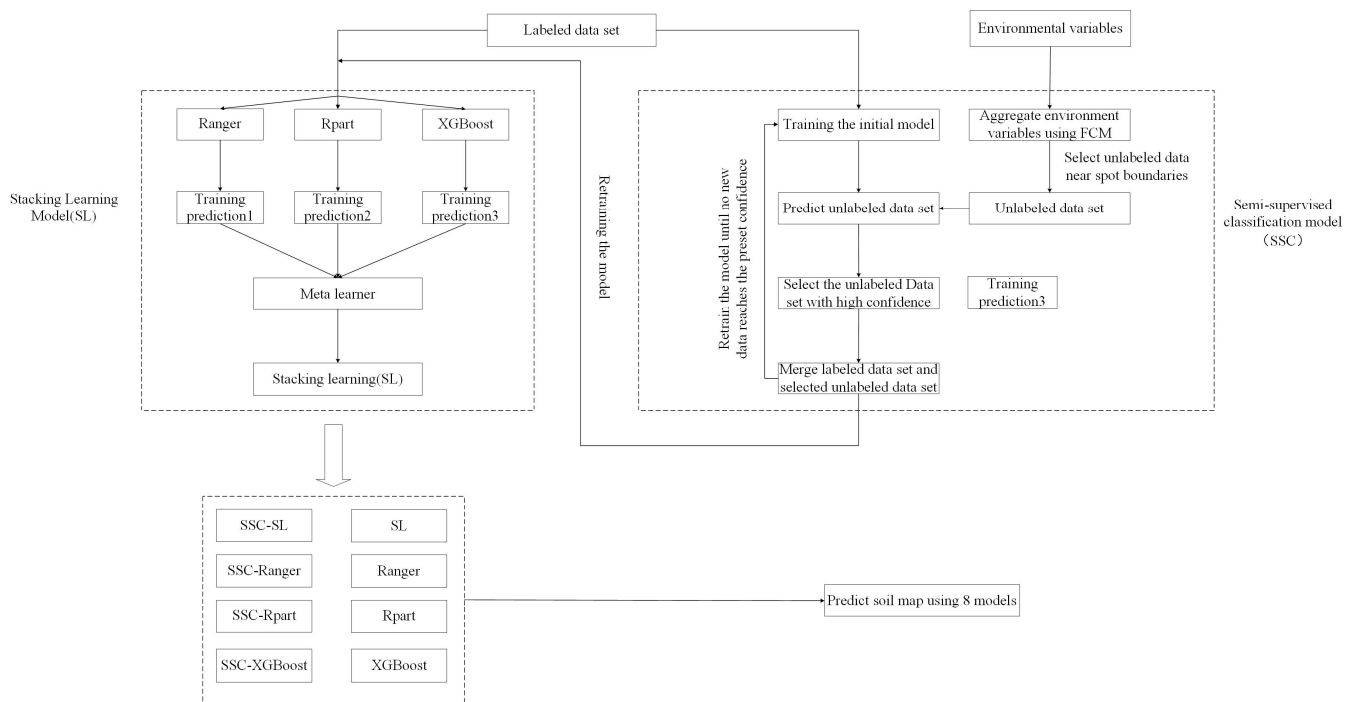 Labeled data set
Environmental variables
Stacking Learning
Model(SL)
Ranger
Rpart
XGBoost
Training
prediction1
Training
prediction2
Training
prediction3
Meta learner
Stacking learning(SL)
Retraining the model
Retrain the model until no new
data reaches the preset confidence
Training the initial model
Aggregate environment
variables using FCM
Select unlabeled data
near spot boundaries
Predict unlabeled data set
Unlabeled data set
Select the unlabeled Data
set with high confidence
Training
prediction3
Merge labeled data set and
selected unlabeled data set
Semi-supervised
classification model
（SSC）
SSC-SL
SL
SSC-Ranger
Ranger
SSC-Rpart
Rpart
SSC-XGBoost
XGBoost
Predict soil map using 8 models